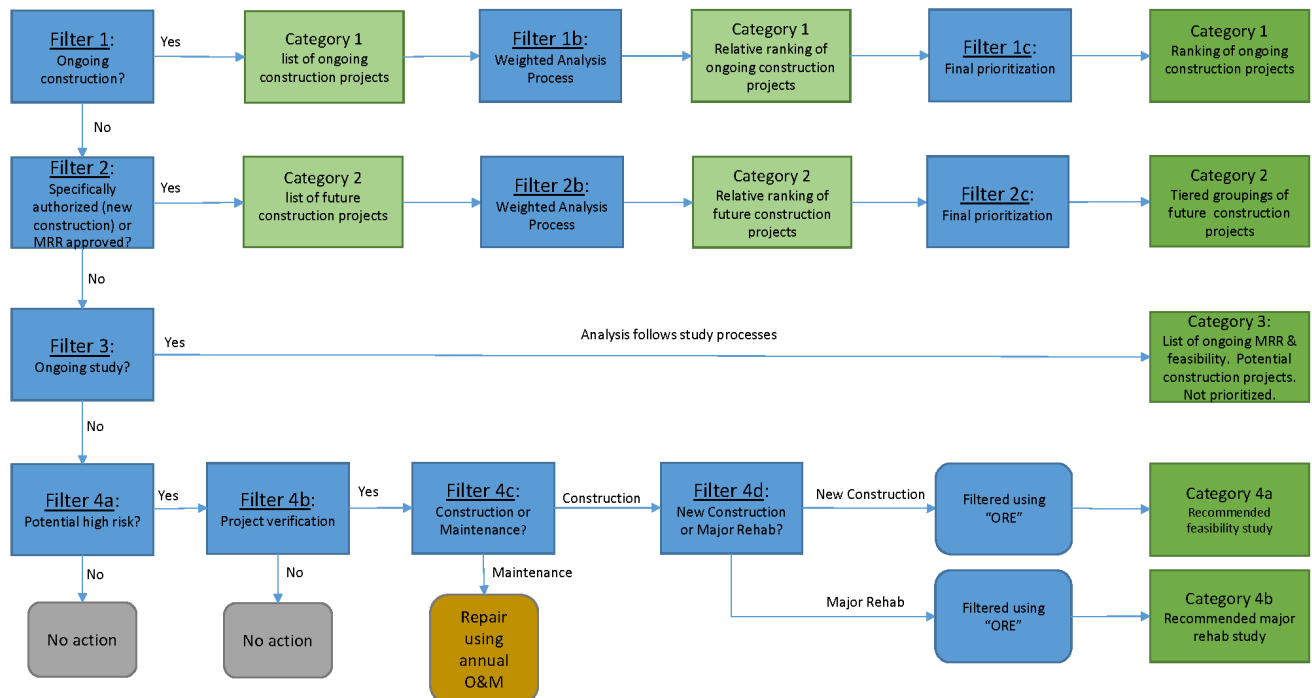 Filter 1:
Ongoing
construction?
Yes
Category 1
list of ongoing
construction projects
Filter 1b:
Weighted Analysis
Process
Category 1
Relative ranking of
ongoing construction
projects
Filter 1c:
Final prioritization
Category 1
Ranking of ongoing
construction projects
No
Filter 2:
Specifically
authorized (new
construction) or
MRR approved?
Yes
Category 2
list of future
construction projects
Filter 2b:
Weighted Analysis
Process
Category 2
Relative ranking of
future construction
projects
Filter 2c:
Final prioritization
Category 2
Tiered groupings of
future construction
projects
No
Filter 3:
Ongoing study?
Yes
Analysis follows study processes
Category 3:
List of ongoing MRR &
feasibility. Potential
construction projects.
Not prioritized.
No
Filter 4a:
Potential high risk?
Yes
Filter 4b:
Project verification
Yes
Filter 4c:
Construction or
Maintenance?
Construction
Filter 4d:
New Construction
or Major Rehab?
New Construction
Filtered using
“ORE”
Category 4a
Recommended
feasibility study
No
No action
No
No action
Maintenance
Repair
using
annual
O&M
Major Rehab
Filtered using
“ORE”
Category 4b
Recommended major
rehab study